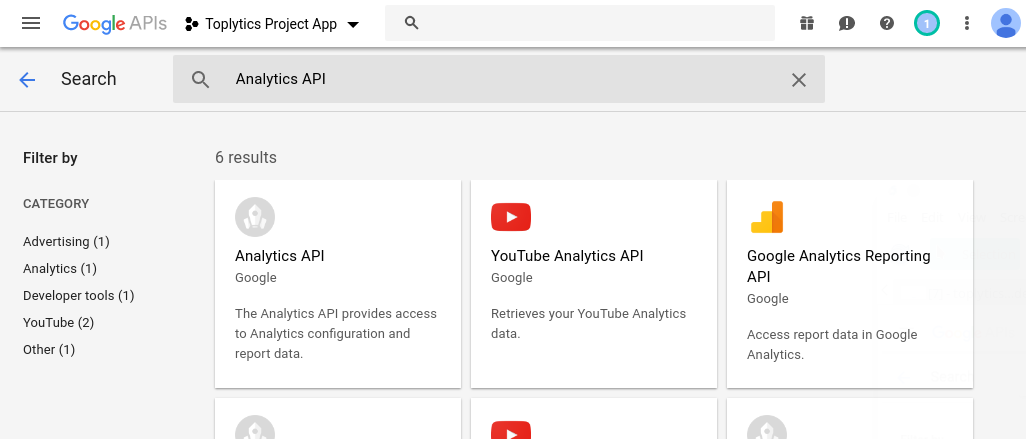 Google APIs
Toplytics Project App
1
Search
Analytics API
Filter by
6 results
CATEGORY
Advertising (1)
Analytics (1)
Developer tools (1)
YouTube (2)
Other (1)
Analytics API
Google
The Analytics API provides access
to Analytics configuration and
report data.
YouTube Analytics API
Google
Retrieves your YouTube Analytics
data.
Google Analytics Reporting
API
Google
Access report data in Google
Analytics.